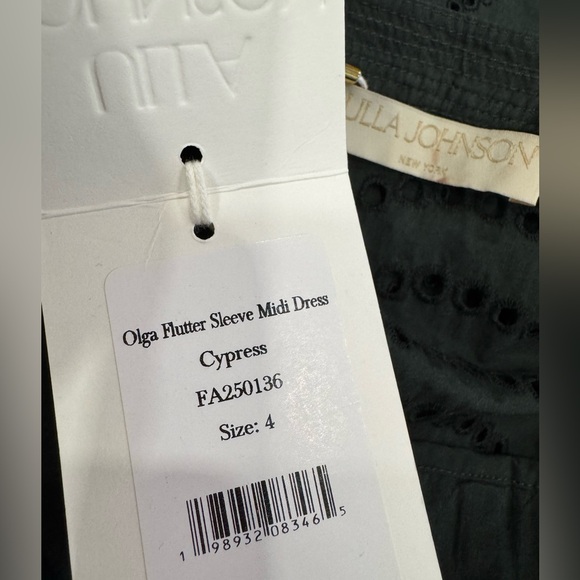 ULLA JOHNSON
NEW YORK
Olga Flutter Sleeve Midi Dress
Cypress
FA250136
Size: 4
1 98932 08346 5